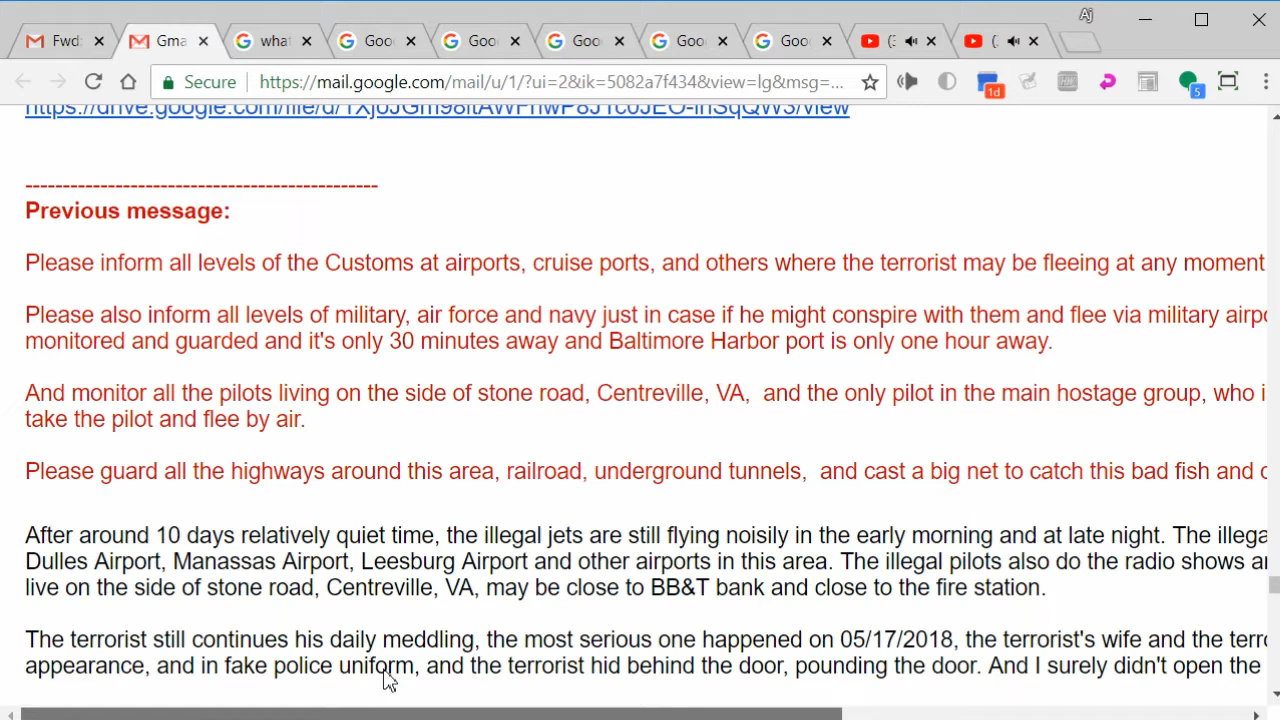 Aj
Fwd: Gma what Goo Goo Goo Goo Goo (: (:
Secure https://mail.google.com/mail/u/1/?ui=2&ik=5082a7f434&view=lg&msg=... 1d 5
---------------------------------------------
Previous message:
Please inform all levels of the Customs at airports, cruise ports, and others where the terrorist may be fleeing at any moment
Please also inform all levels of military, air force and navy just in case if he might conspire with them and flee via military airpo
monitored and guarded and it's only 30 minutes away and Baltimore Harbor port is only one hour away.
And monitor all the pilots living on the side of stone road, Centreville, VA,  and the only pilot in the main hostage group, who i
take the pilot and flee by air.
Please guard all the highways around this area, railroad, underground tunnels,  and cast a big net to catch this bad fish and
After around 10 days relatively quiet time, the illegal jets are still flying noisily in the early morning and at late night. The illega
Dulles Airport, Manassas Airport, Leesburg Airport and other airports in this area. The illegal pilots also do the radio shows a
live on the side of stone road, Centreville, VA, may be close to BB&T bank and close to the fire station.
The terrorist still continues his daily meddling, the most serious one happened on 05/17/2018, the terrorist's wife and the terro
appearance, and in fake police uniform, and the terrorist hid behind the door, pounding the door. And I surely didn't open the